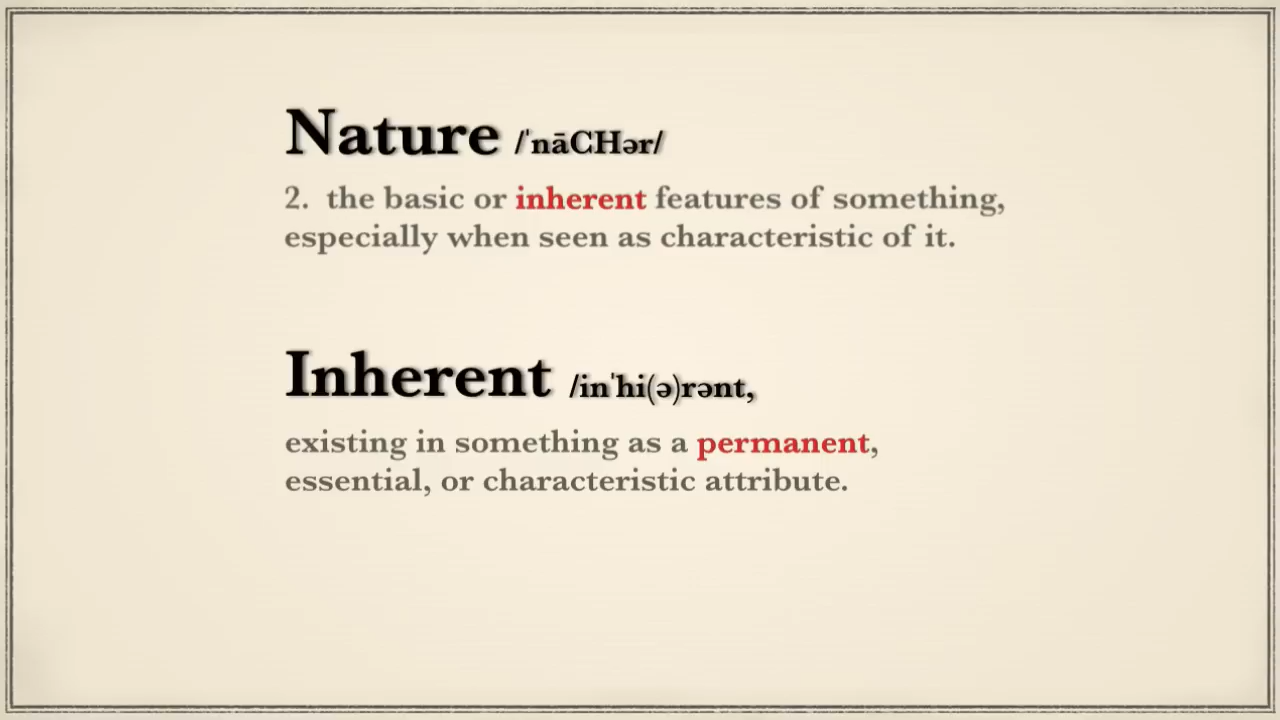 Nature /ˈnāCHər/
2. the basic or inherent features of something,
especially when seen as characteristic of it.
Inherent /inˈhi(ə)rənt,
existing in something as a permanent,
essential, or characteristic attribute.